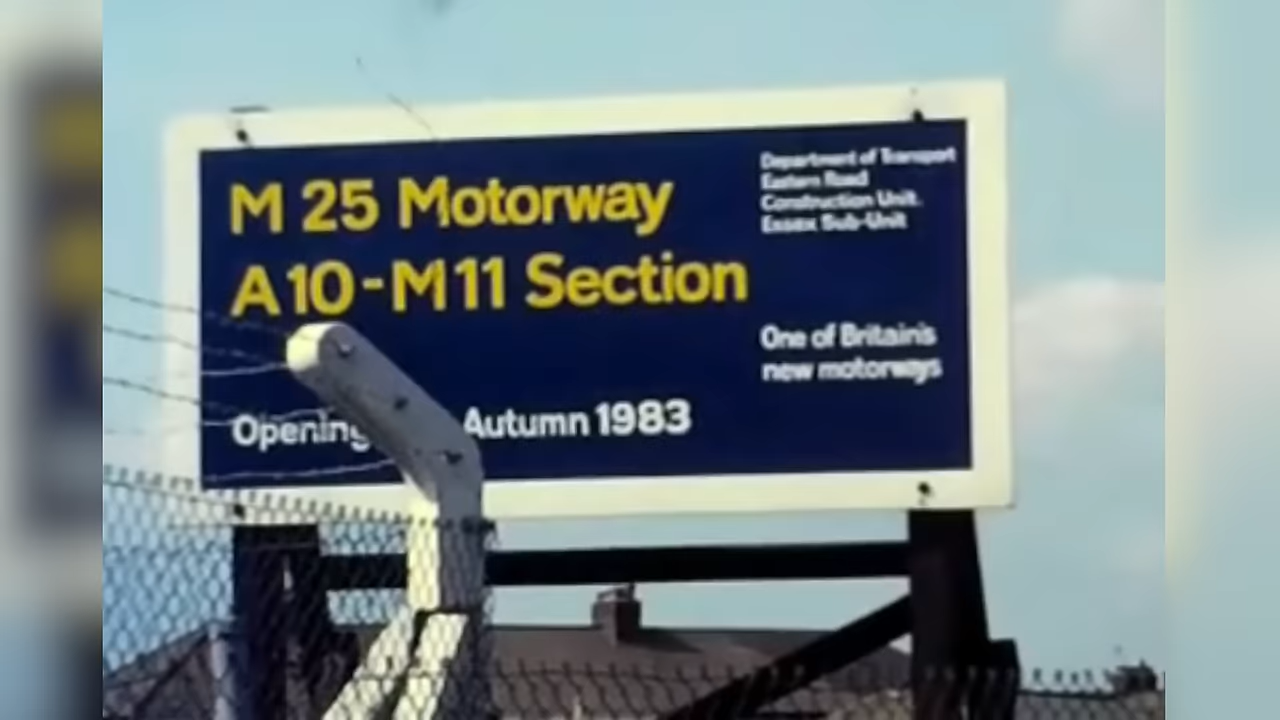 M 25 Motorway
A10-M11 Section
Opening Autumn 1983
Department of Transport
Eastern Road
Construction Unit.
Essex Sub-Unit
One of Britain's
new motorways